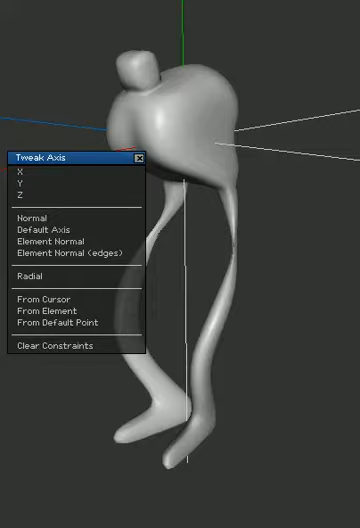 Tweak Axis
X
Y
Z
Normal
Default Axis
Element Normal
Element Normal (edges)
Radial
From Cursor
From Element
From Default Point
Clear Constraints